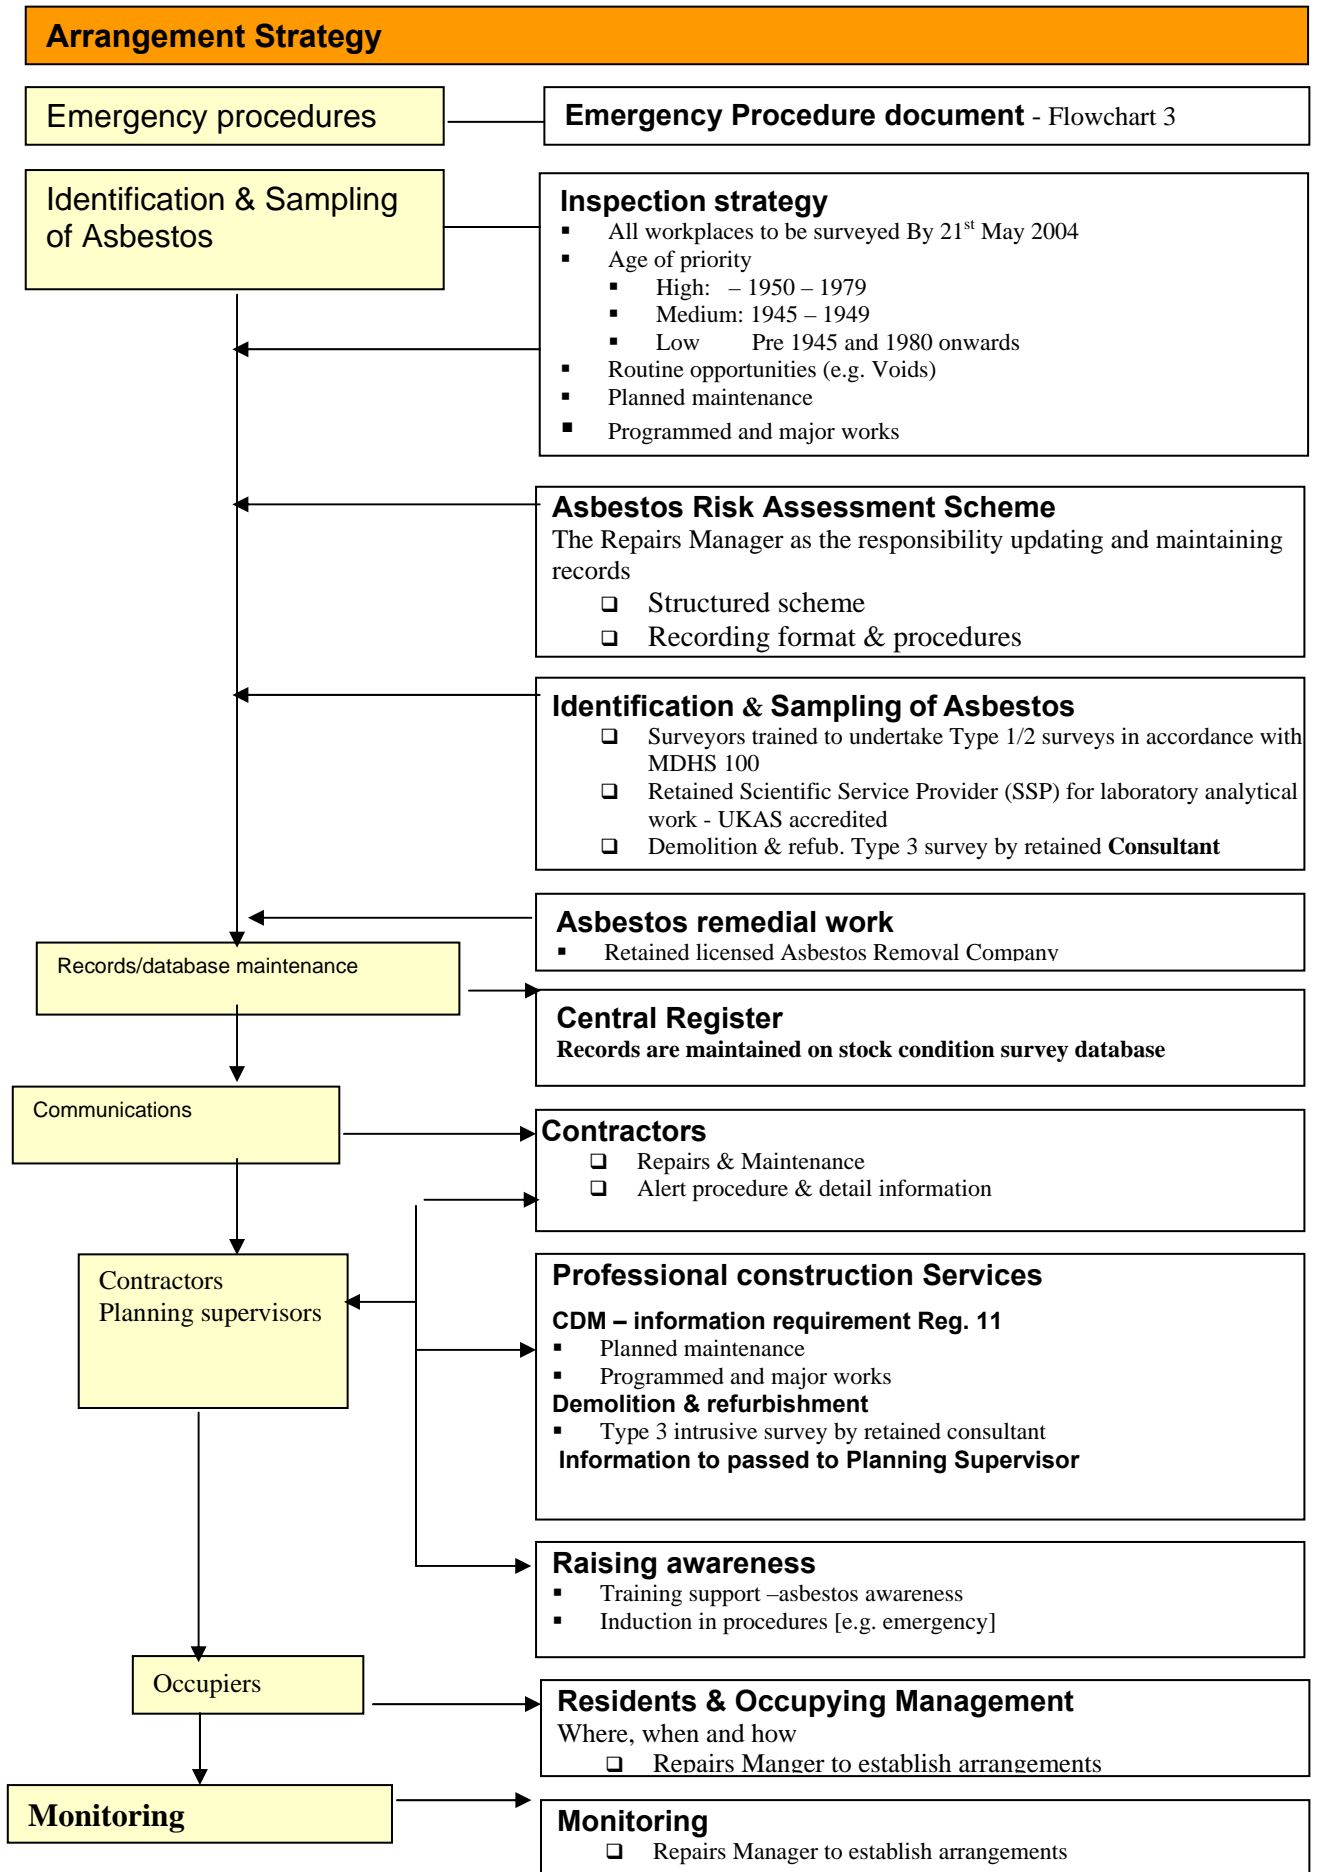 Arrangement Strategy
Emergency procedures
Emergency Procedure document - Flowchart 3
Identification & Sampling
of Asbestos
Inspection strategy
▪ All workplaces to be surveyed By 21st May 2004
▪ Age of priority
▪ High: – 1950 – 1979
▪ Medium: 1945 – 1949
▪ Low Pre 1945 and 1980 onwards
▪ Routine opportunities (e.g. Voids)
▪ Planned maintenance
▪ Programmed and major works
Asbestos Risk Assessment Scheme
The Repairs Manager as the responsibility updating and maintaining
records
❑ Structured scheme
❑ Recording format & procedures
Identification & Sampling of Asbestos
❑ Surveyors trained to undertake Type 1/2 surveys in accordance with
MDHS 100
❑ Retained Scientific Service Provider (SSP) for laboratory analytical
work - UKAS accredited
❑ Demolition & refub. Type 3 survey by retained Consultant
Asbestos remedial work
▪ Retained licensed Asbestos Removal Company
Records/database maintenance
Central Register
Records are maintained on stock condition survey database
Communications
Contractors
❑ Repairs & Maintenance
❑ Alert procedure & detail information
Contractors
Planning supervisors
Professional construction Services
CDM – information requirement Reg. 11
▪ Planned maintenance
▪ Programmed and major works
Demolition & refurbishment
▪ Type 3 intrusive survey by retained consultant
Information to passed to Planning Supervisor
Raising awareness
▪ Training support –asbestos awareness
▪ Induction in procedures [e.g. emergency]
Occupiers
Residents & Occupying Management
Where, when and how
❑ Repairs Manger to establish arrangements
Monitoring
Monitoring
❑ Repairs Manager to establish arrangements